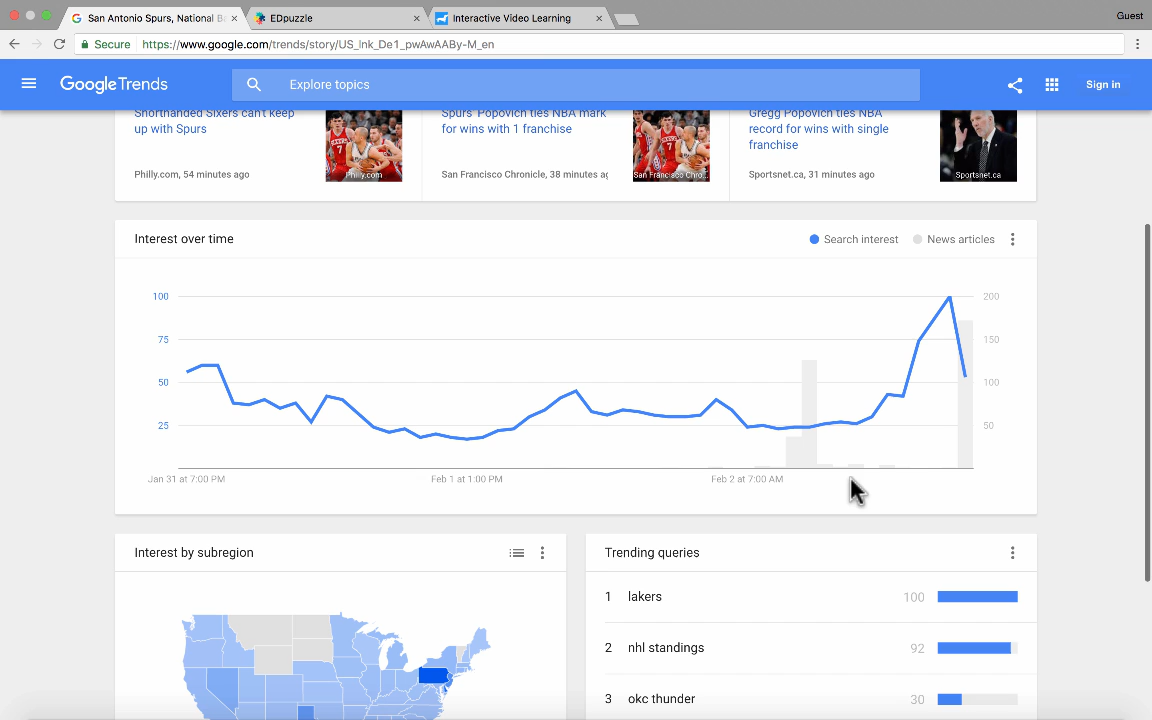 San Antonio Spurs, National B
EDpuzzle
Interactive Video Learning
Guest
Secure
https://www.google.com/trends/story/US_lnk_De1_pwAwAABy-M_en
Google Trends
Explore topics
Sign in
Shorthanded Sixers can't keep
up with Spurs
Philly.com
Philly.com, 54 minutes ago
Spurs' Popovich ties NBA mark
for wins with 1 franchise
San Francisco Chro...
San Francisco Chronicle, 38 minutes ag
Gregg Popovich ties NBA
record for wins with single
franchise
Sportsnet.ca
Sportsnet.ca, 31 minutes ago
Interest over time
Search interest
News articles
100
75
50
25
200
150
100
50
Jan 31 at 7:00 PM
Feb 1 at 1:00 PM
Feb 2 at 7:00 AM
Interest by subregion
Trending queries
1 lakers 100
2 nhl standings 92
3 okc thunder 30